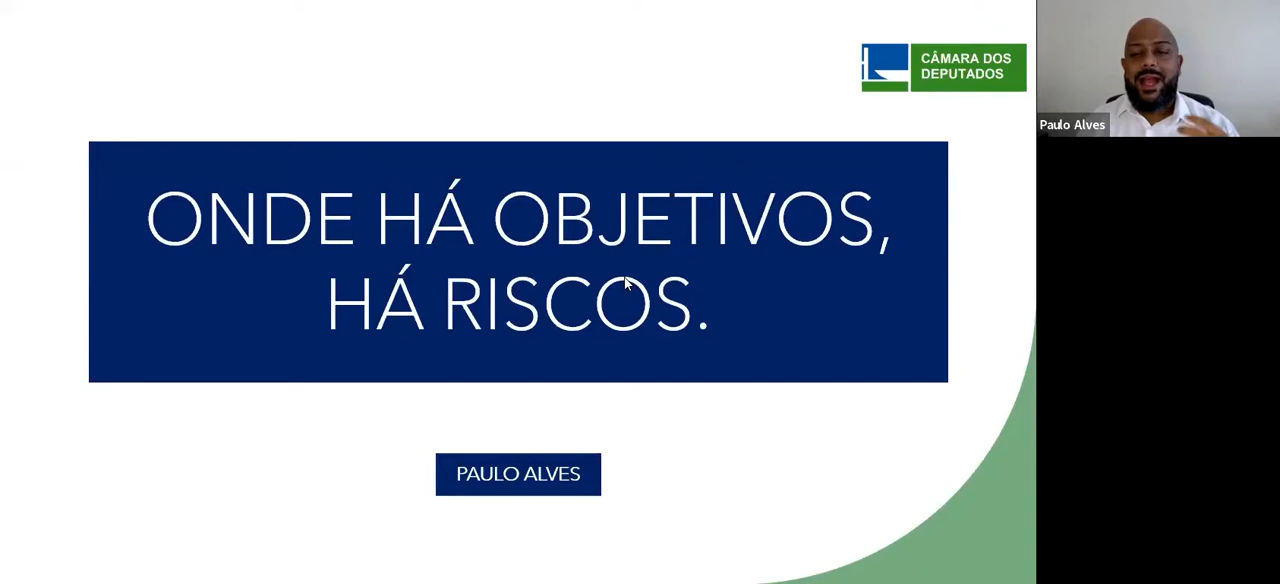 CÂMARA DOS
DEPUTADOS
Paulo Alves
ONDE HÁ OBJETIVOS,
HÁ RISCOS.
PAULO ALVES